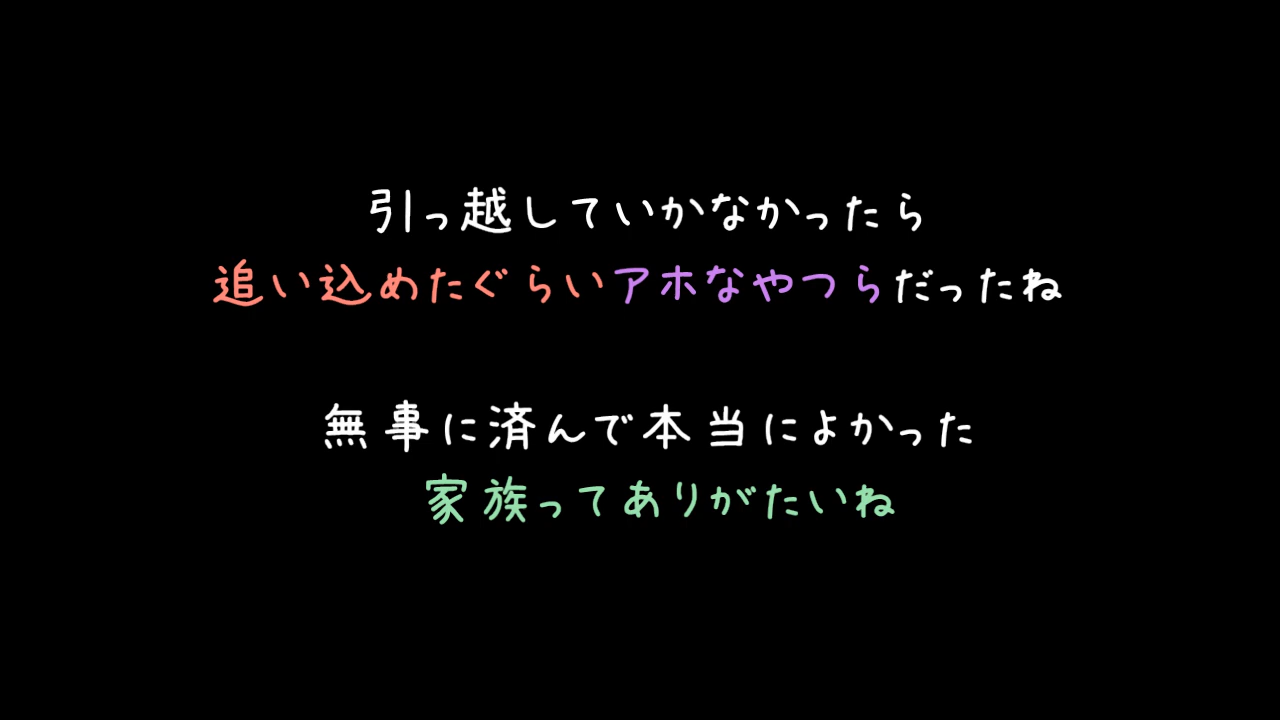 引っ越していかなかったら
追い込めたぐらいアホなやつらだったね
無事に済んで本当によかった
家族ってありがたいね